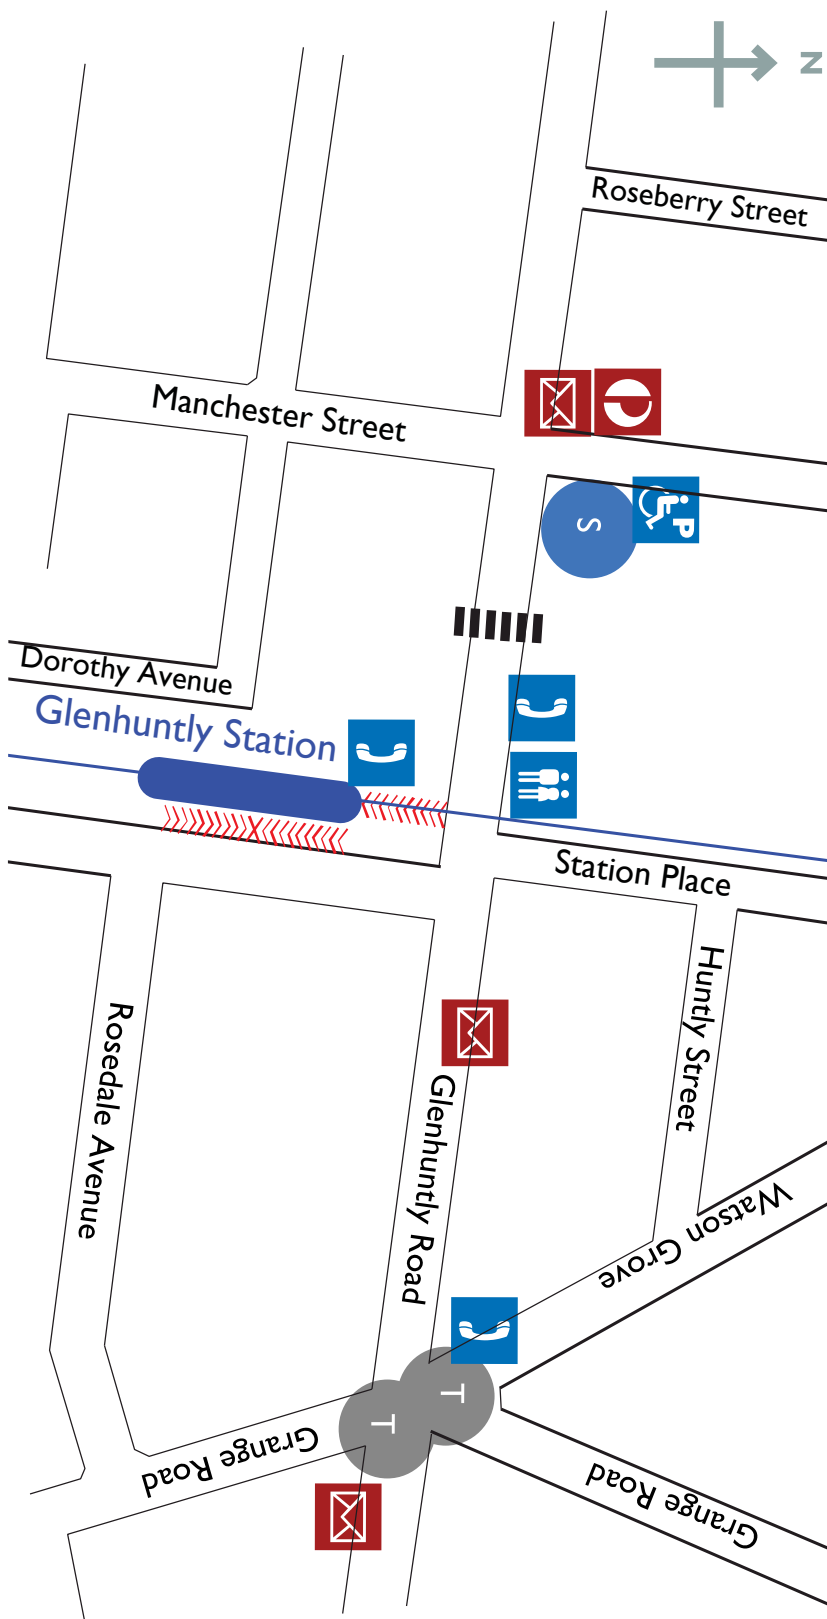 N
Roseberry Street
Manchester Street
S
P
Dorothy Avenue
Glenhuntly Station
Station Place
Huntly Street
Rosedale Avenue
Glenhuntly Road
Watson Grove
T
T
Grange Road
Grange Road